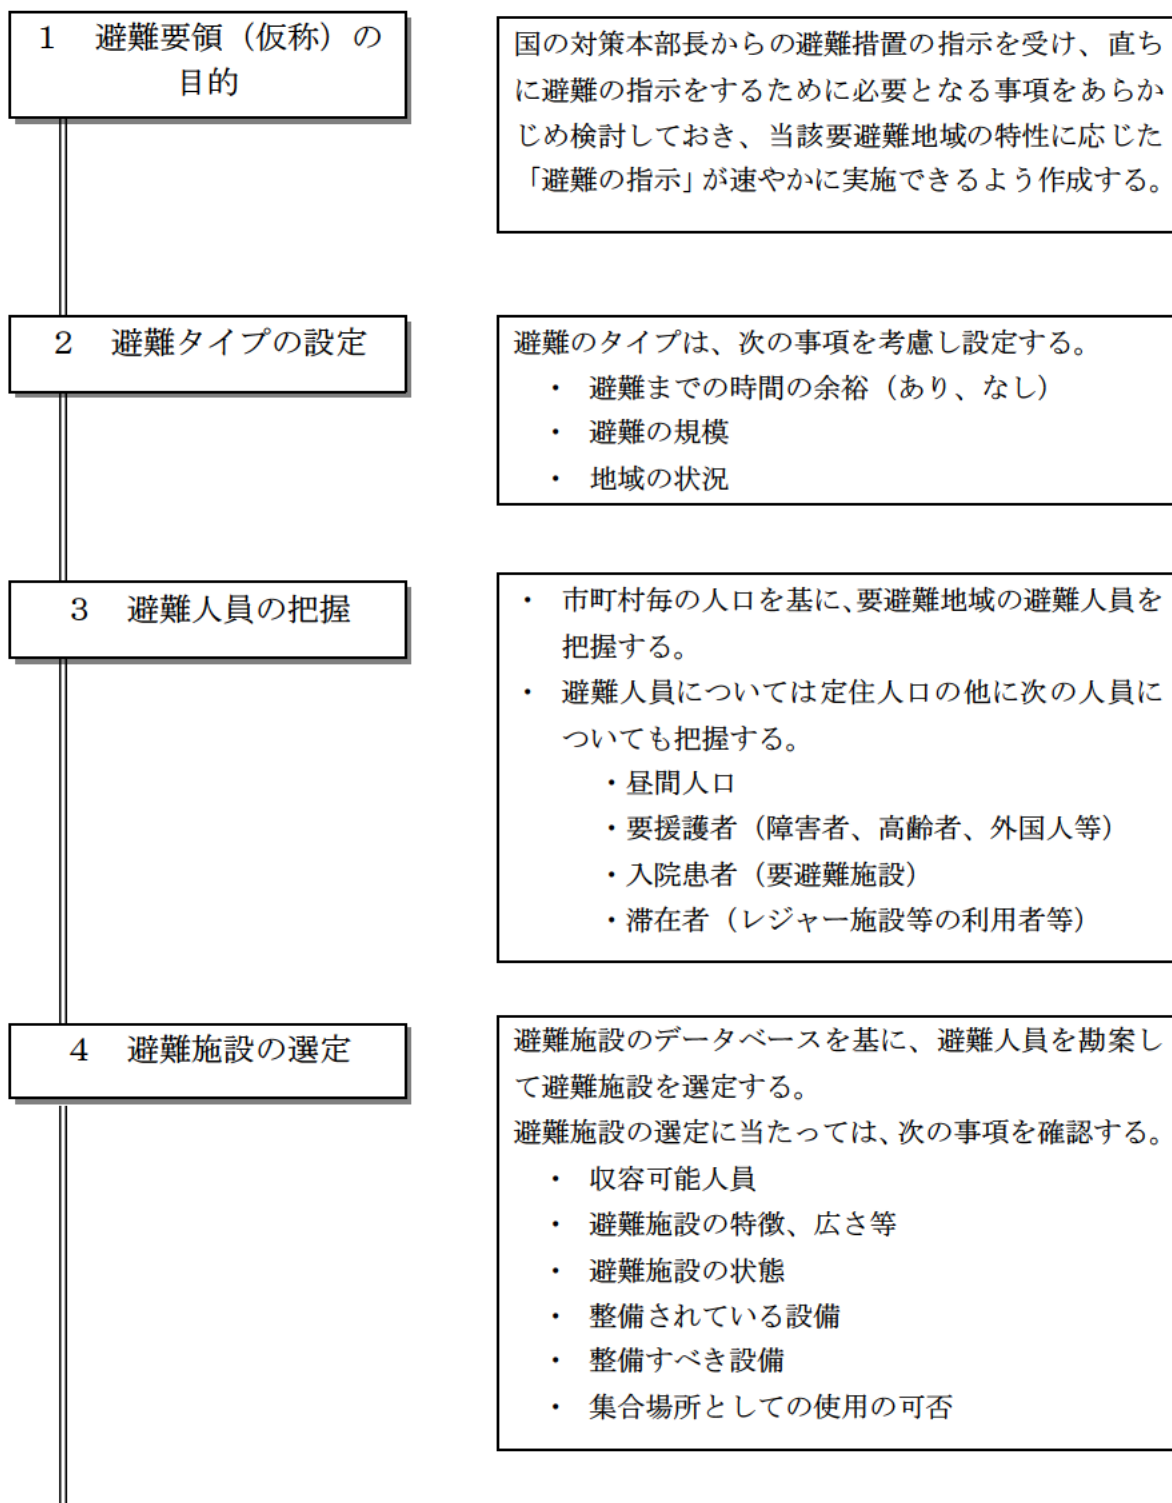 1 避難要領（仮称）の
目的
国の対策本部長からの避難措置の指示を受け、直ち
に避難の指示をするために必要となる事項をあらか
じめ検討しておき、当該要避難地域の特性に応じた
「避難の指示」が速やかに実施できるよう作成する。
2 避難タイプの設定
避難のタイプは、次の事項を考慮し設定する。
・ 避難までの時間の余裕（あり、なし）
・ 避難の規模
・ 地域の状況
3 避難人員の把握
・ 市町村毎の人口を基に、要避難地域の避難人員を
把握する。
・ 避難人員については定住人口の他に次の人員に
ついても把握する。
・昼間人口
・要援護者（障害者、高齢者、外国人等）
・入院患者（要避難施設）
・滞在者（レジャー施設等の利用者等）
4 避難施設の選定
避難施設のデータベースを基に、避難人員を勘案し
て避難施設を選定する。
避難施設の選定に当たっては、次の事項を確認する。
・ 収容可能人員
・ 避難施設の特徴、広さ等
・ 避難施設の状態
・ 整備されている設備
・ 整備すべき設備
・ 集合場所としての使用の可否